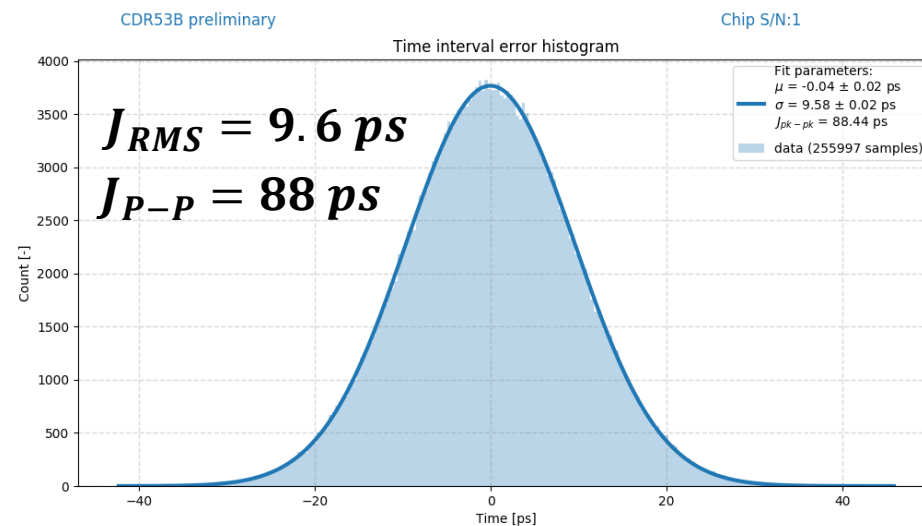 CDR53B preliminary
Chip S/N:1
Time interval error histogram
4000
3500
3000
2500
2000
1500
1000
500
0
Count [-]
J_RMS = 9.6 ps
J_P−P = 88 ps
Fit parameters:
μ = -0.04 ± 0.02 ps
σ = 9.58 ± 0.02 ps
J_pk−pk = 88.44 ps
data (255997 samples)
−40
−20
0
20
40
Time [ps]